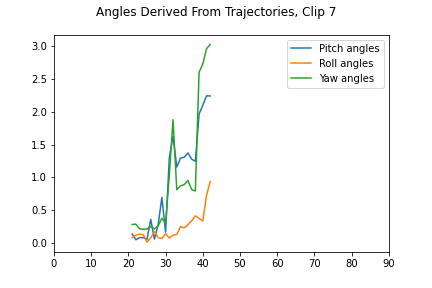 Angles Derived From Trajectories, Clip 7
Pitch angles
Roll angles
Yaw angles
3.0
2.5
2.0
1.5
1.0
0.5
0.0
0 10 20 30 40 50 60 70 80 90